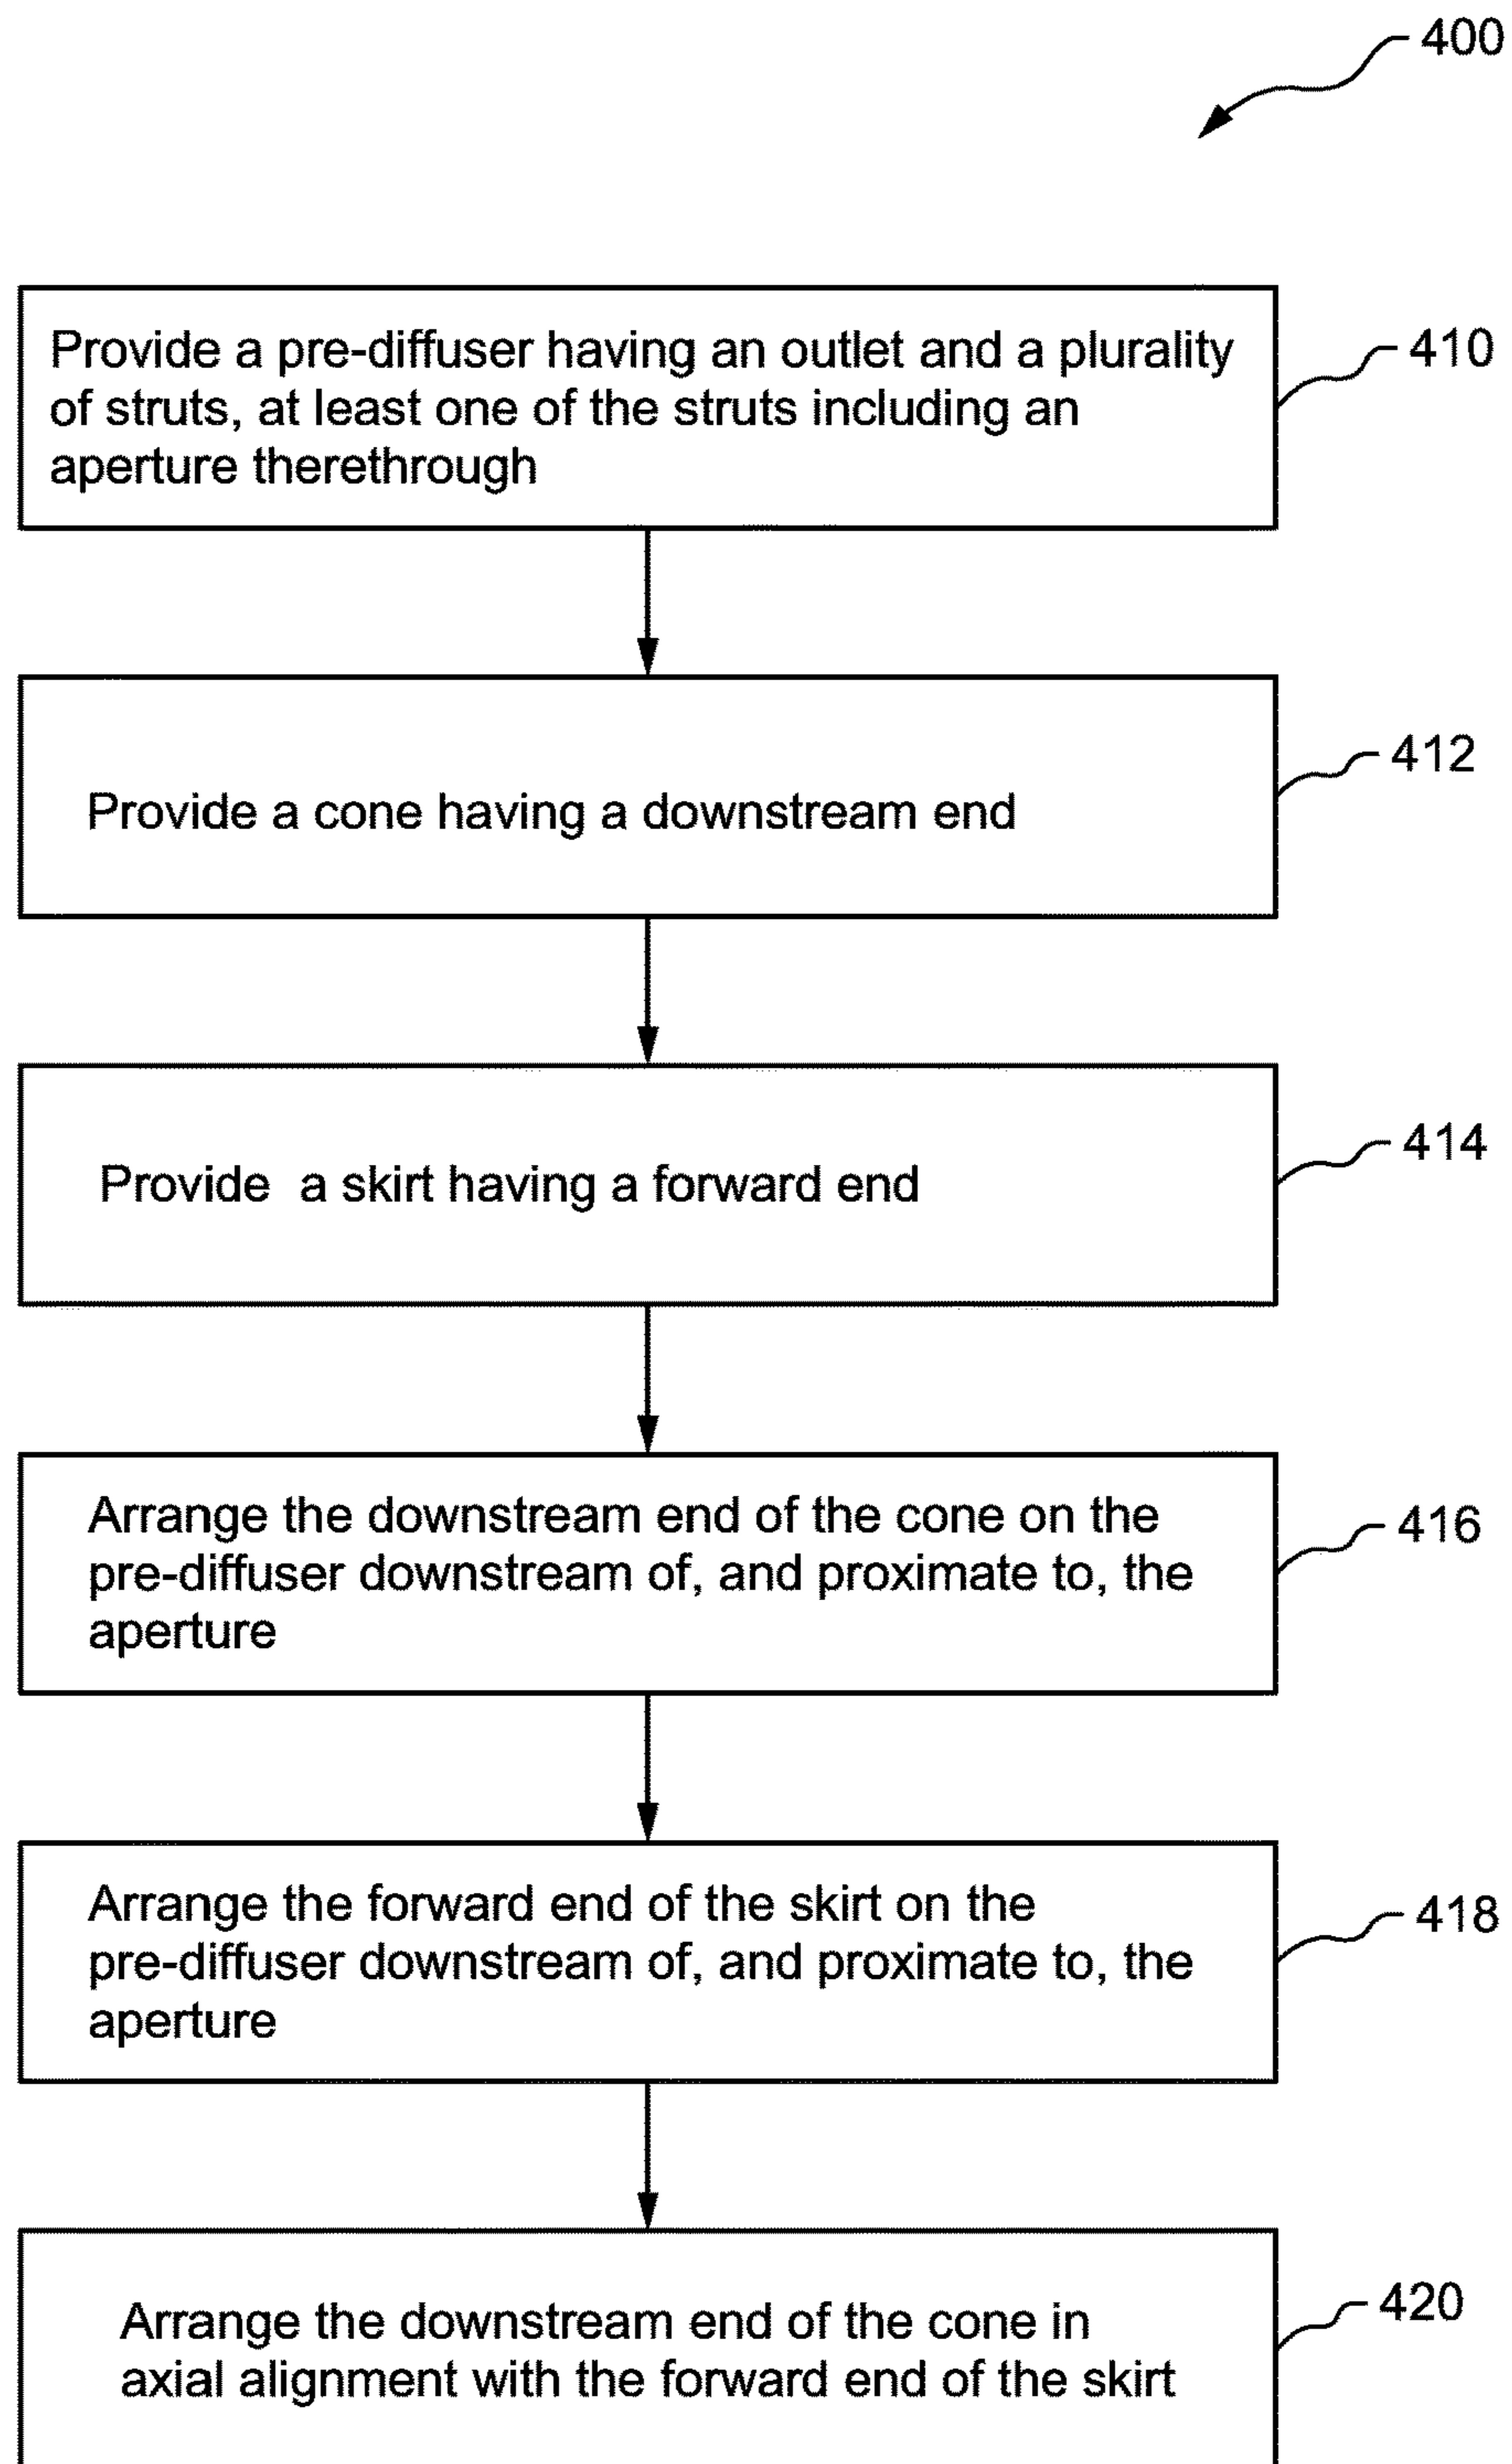 400
Provide a pre-diffuser having an outlet and a plurality
of struts, at least one of the struts including an
aperture therethrough
410
Provide a cone having a downstream end
412
Provide a skirt having a forward end
414
Arrange the downstream end of the cone on the
pre-diffuser downstream of, and proximate to, the
aperture
416
Arrange the forward end of the skirt on the
pre-diffuser downstream of, and proximate to, the
aperture
418
Arrange the downstream end of the cone in
axial alignment with the forward end of the skirt
420